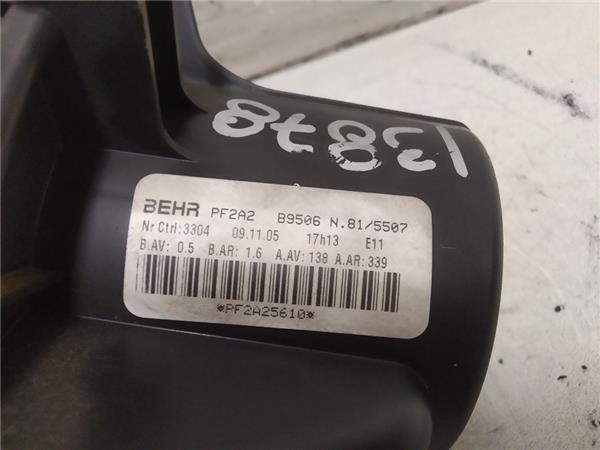 13878
BEHR PF2A2 B9506 N.81/5507
Nr Ctrl:3304 09.11.05 17h13 E11
B.AV: 0.5 B.AR: 1.6 A.AV: 138 A.AR: 339
*PF2A25610*